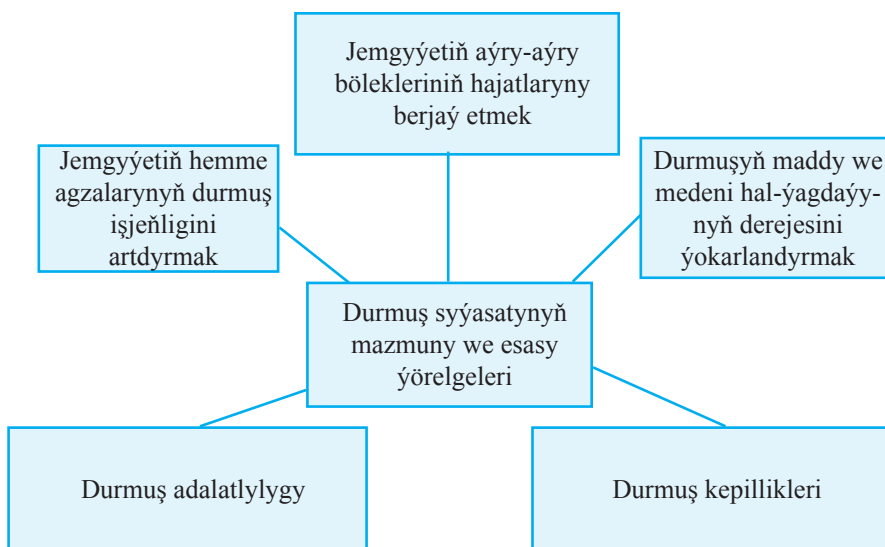 Jemgyýetiň aýry-aýry
bölekleriniň hajatlaryny
berjaý etmek
Jemgyýetiň hemme
agzalarynyň durmuş
işjeňligini
artdyrmak
Durmuşyň maddy we
medeni hal-ýagdaýy-
nyň derejesini
ýokarlandyrmak
Durmuş syýasatynyň
mazmuny we esasy
ýörelgeleri
Durmuş adalatlylygy
Durmuş kepillikleri